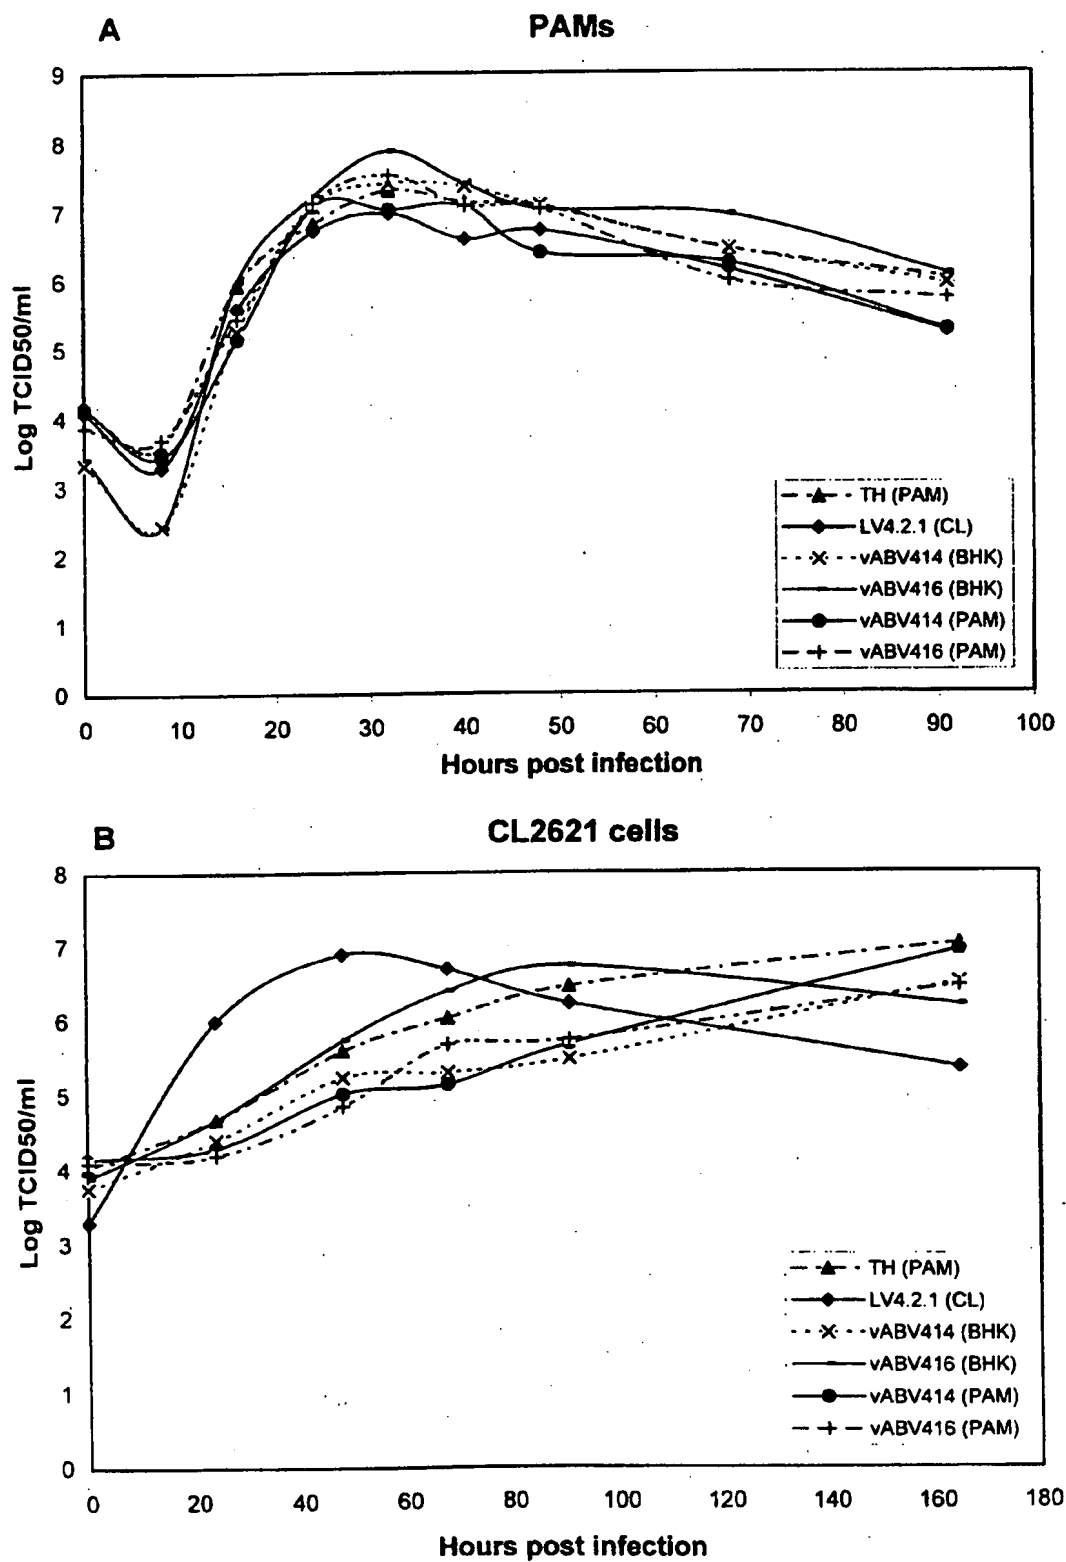 A
PAMs
9
8
7
6
5
4
3
2
1
0
Log TCID50/ml
TH (PAM)
LV4.2.1 (CL)
vABV414 (BHK)
vABV416 (BHK)
vABV414 (PAM)
vABV416 (PAM)
0 10 20 30 40 50 60 70 80 90 100
Hours post infection
B
CL2621 cells
8
7
6
5
4
3
2
1
0
Log TCID50/ml
TH (PAM)
LV4.2.1 (CL)
vABV414 (BHK)
vABV416 (BHK)
vABV414 (PAM)
vABV416 (PAM)
0 20 40 60 80 100 120 140 160 180
Hours post infection